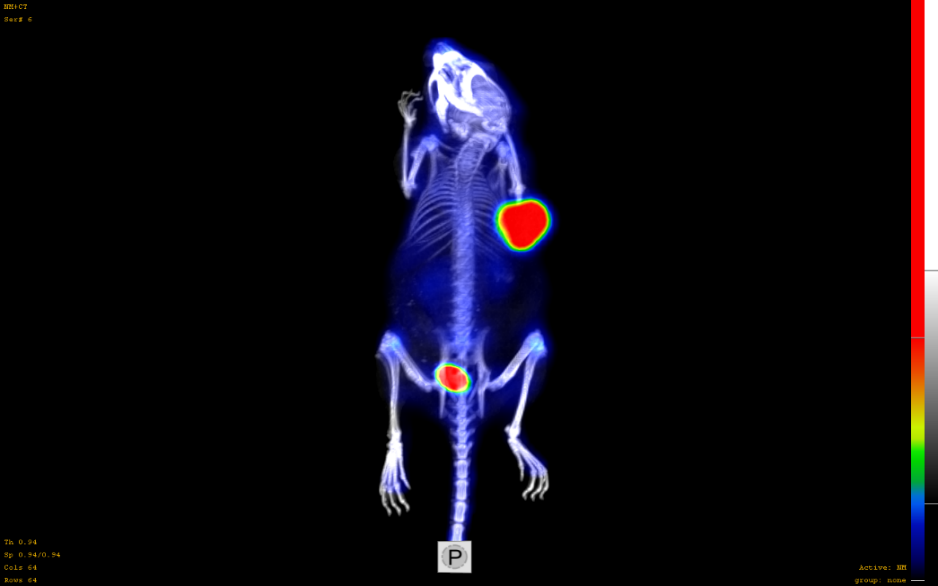 NM+CT
Ser# 6
Th 0.94
Sp 0.94/0.94
Cols 64
Rows 64
P
Active: NM
group: none